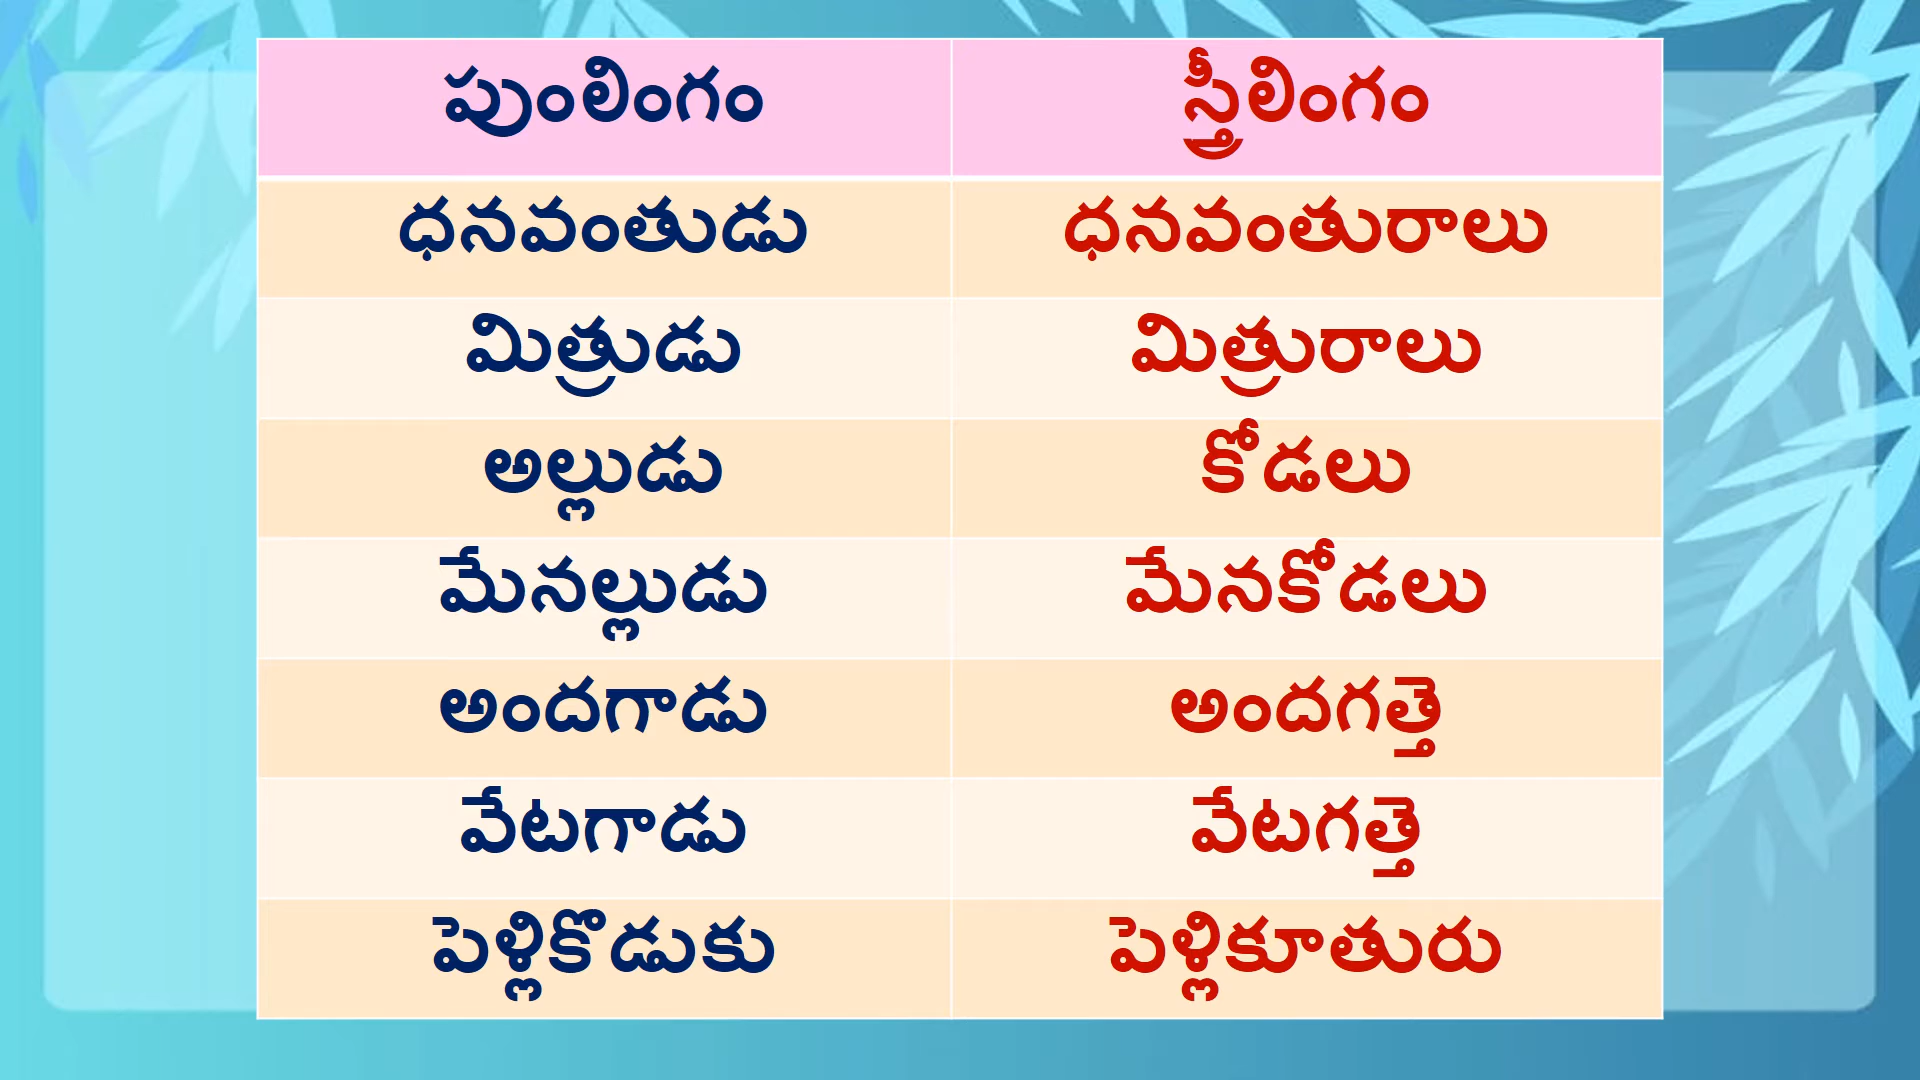 పుంలింగం స్త్రీలింగం
ధనవంతుడు ధనవంతురాలు
మిత్రుడు మిత్రురాలు
అల్లుడు కోడలు
మేనల్లుడు మేనకోడలు
అందగాడు అందగత్తె
వేటగాడు వేటగత్తె
పెళ్లికొడుకు పెళ్లికూతురు